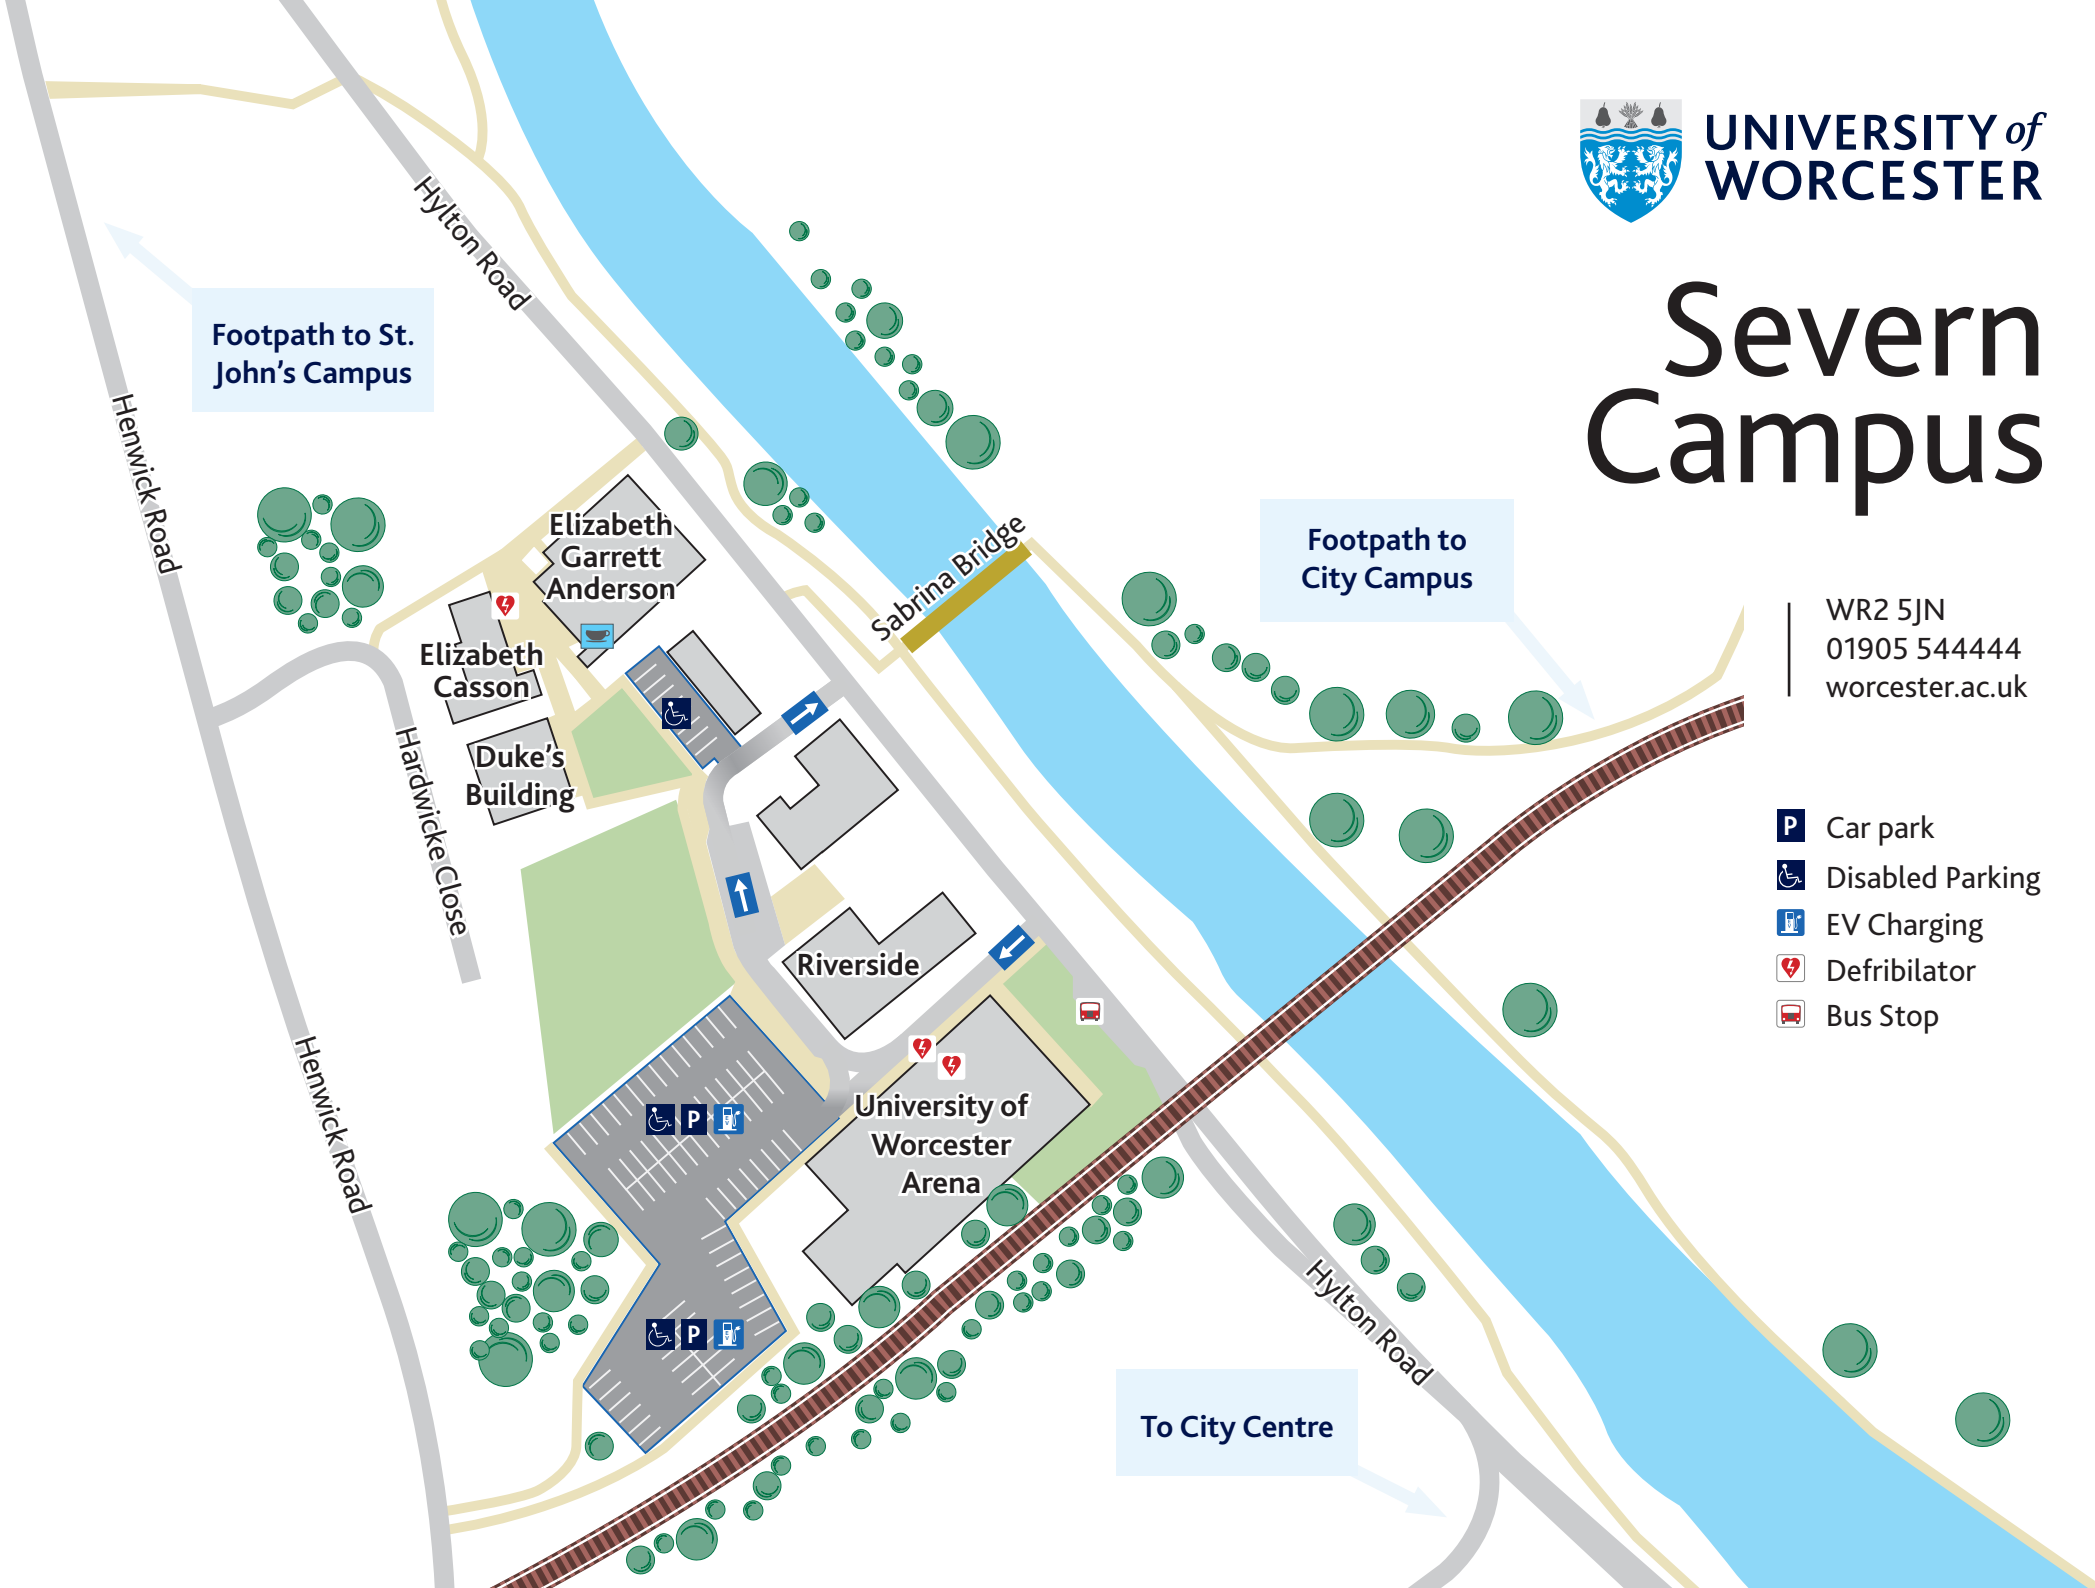 UNIVERSITY of
WORCESTER
Severn
Campus
WR2 5JN
01905 544444
worcester.ac.uk
P Car park
Disabled Parking
EV Charging
Defribilator
Bus Stop
Hylton Road
Footpath to St.
John's Campus
Henwick Road
Elizabeth
Garrett
Anderson
Sabrina Bridge
Footpath to
City Campus
Elizabeth
Casson
Duke's
Building
Hardwicke Close
Riverside
Henwick Road
P
University of
Worcester
Arena
P
Hylton Road
To City Centre